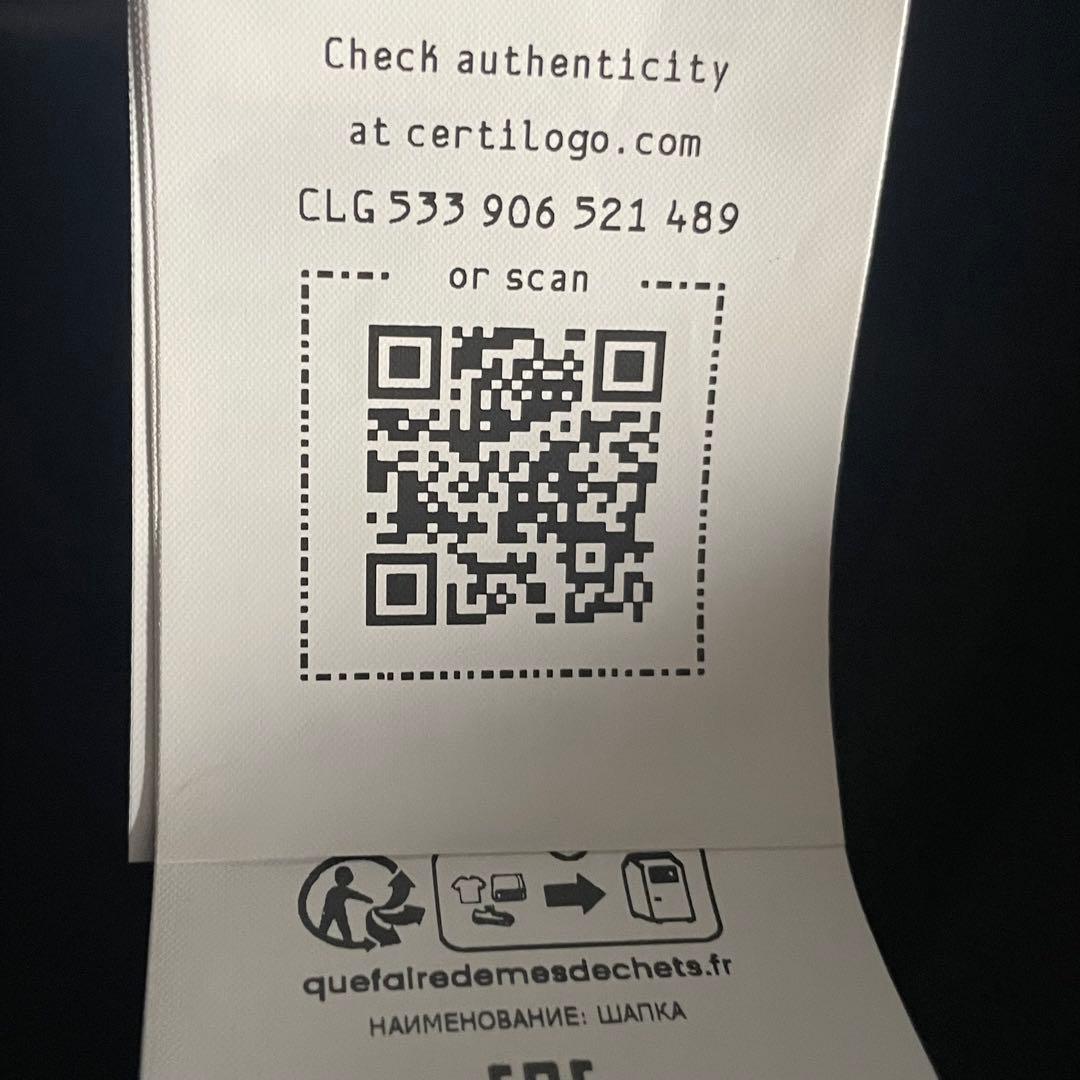 Check authenticity
at certilogo.com
CLG 533 906 521 489
or scan
quefairedemesdechets.fr
НАИМЕНОВАНИЕ: ШАПКА